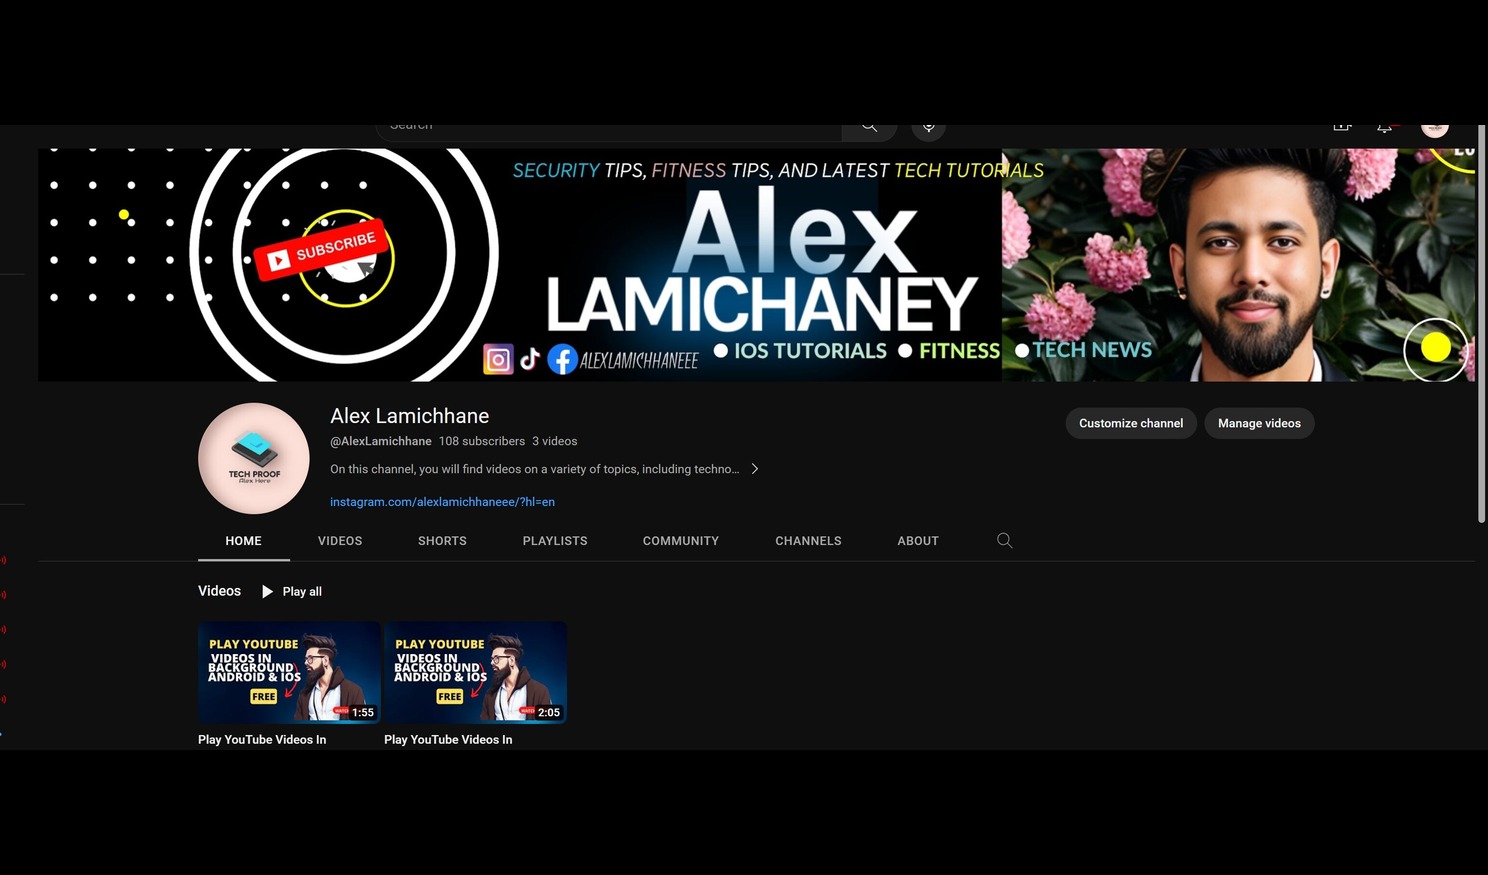 Search
SECURITY TIPS, FITNESS TIPS, AND LATEST TECH TUTORIALS
SUBSCRIBE
Alex
LAMICHANEY
ALEXLAMICHHANEEE
IOS TUTORIALS FITNESS TECH NEWS
TECH PROOF
Alex Here
Alex Lamichhane
@AlexLamichhane 108 subscribers 3 videos
On this channel, you will find videos on a variety of topics, including techno...
instagram.com/alexlamichhaneee/?hl=en
Customize channel
Manage videos
HOME VIDEOS SHORTS PLAYLISTS COMMUNITY CHANNELS ABOUT
Videos Play all
PLAY YOUTUBE
VIDEOS IN
BACKGROUND
ANDROID & IOS
FREE
1:55
Play YouTube Videos In
PLAY YOUTUBE
VIDEOS IN
BACKGROUND
ANDROID & IOS
FREE
2:05
Play YouTube Videos In